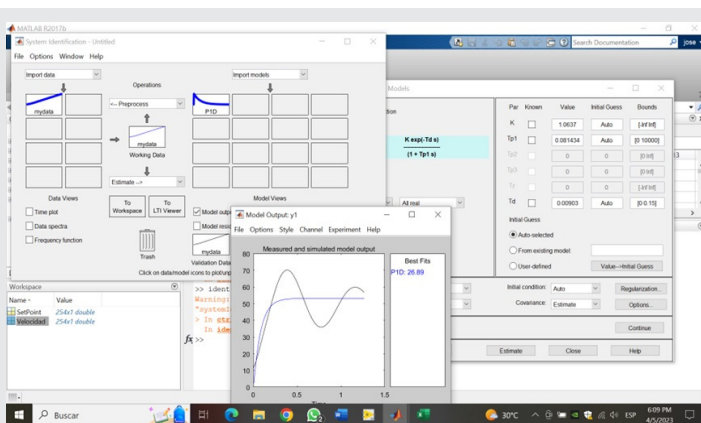 MATLAB R2017b
System Identification - Untitled
File Options Window Help
Import data
Import models
Operations
<-- Preprocess
mydata
P1D
mydata
Working Data
Estimate -->
Data Views
To
Workspace
To
LTI Viewer
Model Views
Time plot
Data spectra
Frequency function
Model outp
Model resid
Trash
mydata
Validation Data
Click on data/model icons to plot/unp
Search Documentation
jose
Models
K exp(-Td s)
(1 + Tp1 s)
All real
Par Known Value Initial Guess Bounds
K 1.0637 Auto [-Inf Inf]
Tp1 0.081434 Auto [0 10000]
Tp2 0 0 [0 Inf]
Tp3 0 0 [0 Inf]
Tz 0 0 [-Inf Inf]
Td 0.00903 Auto [0 0.15]
Initial Guess
Auto-selected
From existing model:
User-defined
Value-->Initial Guess
Initial condition: Auto
Regularization...
Covariance: Estimate
Options...
Continue
Estimate
Close
Help
Workspace
Name
Value
SetPoint 254x1 double
Velocidad 254x1 double
>> ident
Warning:
"systemi
> In ctr
In ide
fx >>
Model Output: y1
File Options Style Channel Experiment Help
Measured and simulated model output
80
70
60
50
40
30
20
10
0
0 0.5 1 1.5
Time
Best Fits
P1D: 26.89
Buscar
30°C
ESP
6:09 PM
4/5/2023